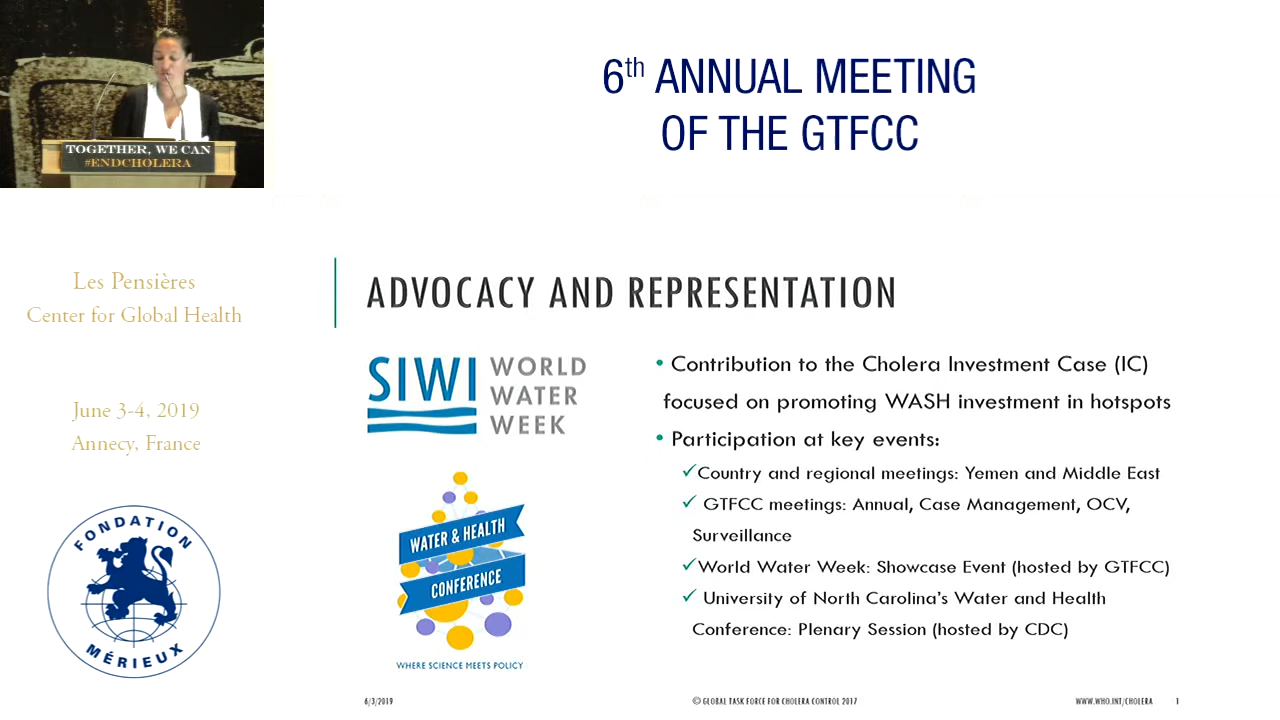 TOGETHER, WE CAN
#ENDCHOLERA
6th ANNUAL MEETING
OF THE GTFCC
Les Pensières
Center for Global Health
June 3-4, 2019
Annecy, France
FONDATION
MÉRIEUX
ADVOCACY AND REPRESENTATION
SIWI WORLD
WATER
WEEK
WATER & HEALTH
CONFERENCE
WHERE SCIENCE MEETS POLICY
• Contribution to the Cholera Investment Case (IC)
focused on promoting WASH investment in hotspots
• Participation at key events:
✓Country and regional meetings: Yemen and Middle East
✓ GTFCC meetings: Annual, Case Management, OCV,
Surveillance
✓World Water Week: Showcase Event (hosted by GTFCC)
✓ University of North Carolina's Water and Health
Conference: Plenary Session (hosted by CDC)
6/3/2019
© GLOBAL TASK FORCE FOR CHOLERA CONTROL 2017
WWW.WHO.INT/CHOLERA
1